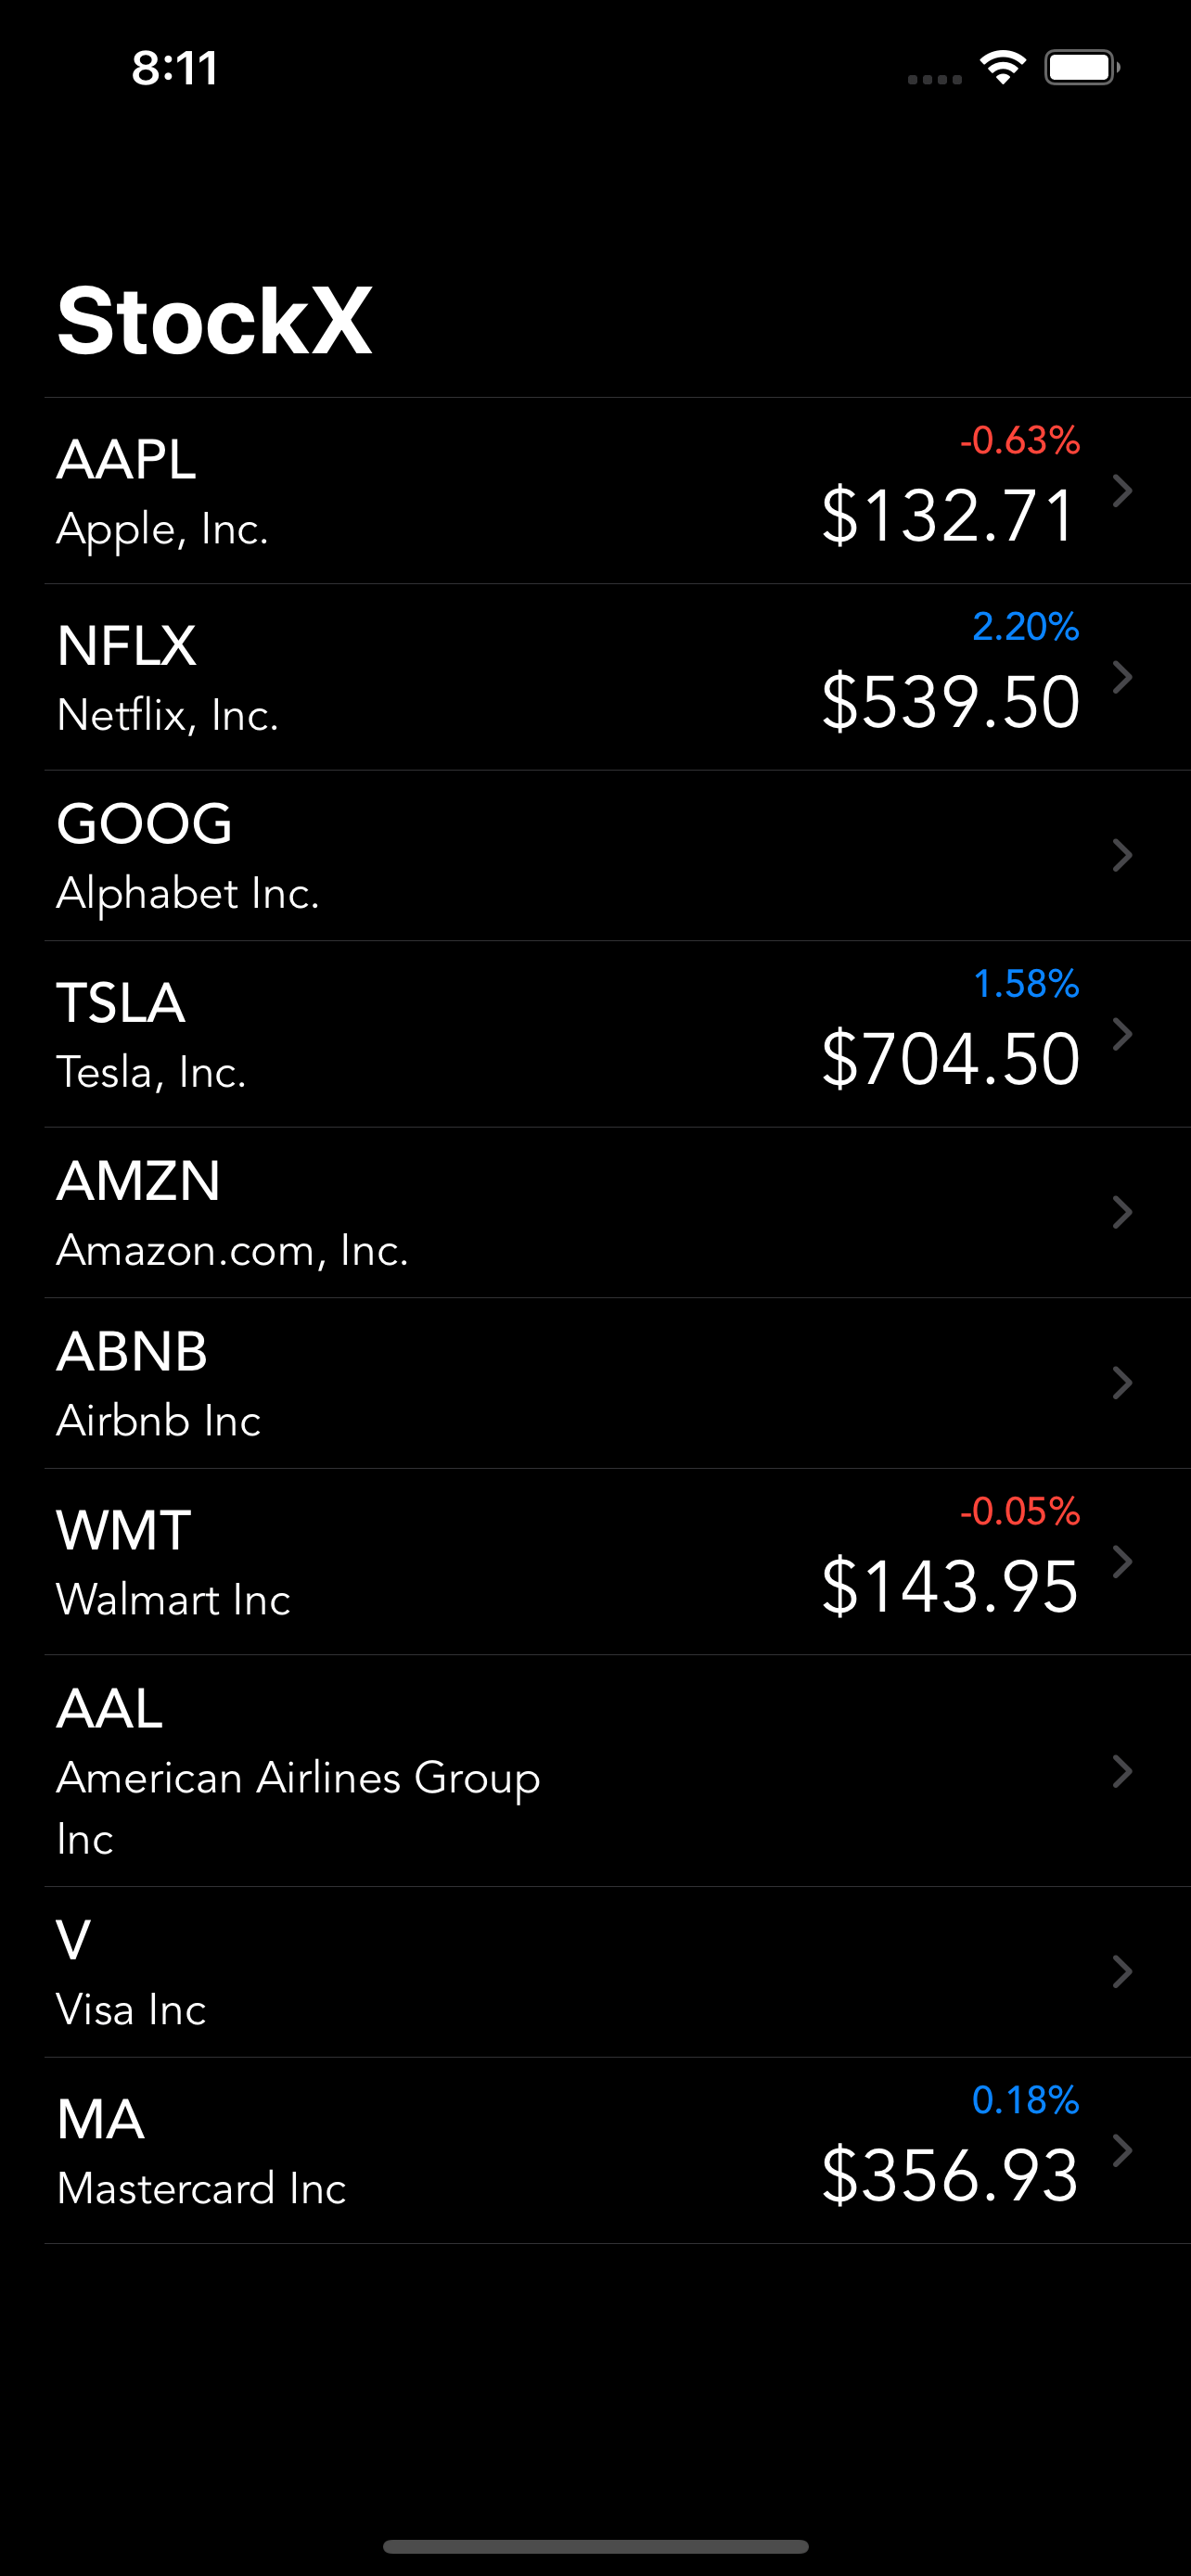 8:11
StockX
AAPL
-0.63%
Apple, Inc.
$132.71
NFLX
2.20%
Netflix, Inc.
$539.50
GOOG
Alphabet Inc.
TSLA
1.58%
Tesla, Inc.
$704.50
AMZN
Amazon.com, Inc.
ABNB
Airbnb Inc
WMT
-0.05%
Walmart Inc
$143.95
AAL
American Airlines Group
Inc
V
Visa Inc
MA
0.18%
Mastercard Inc
$356.93